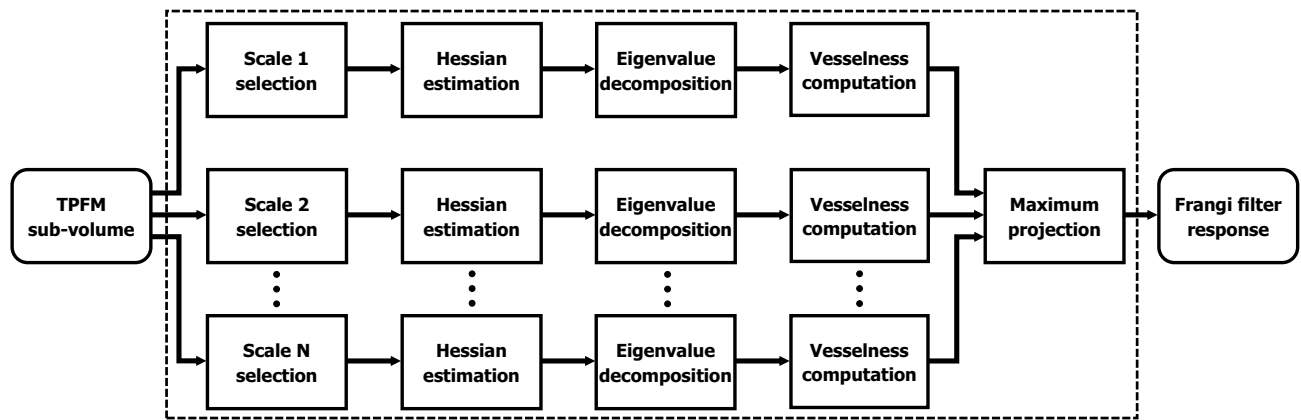 Scale 1
selection
Hessian
estimation
Eigenvalue
decomposition
Vesselness
computation
TPFM
sub-volume
Scale 2
selection
Hessian
estimation
Eigenvalue
decomposition
Vesselness
computation
Maximum
projection
Frangi filter
response
Scale N
selection
Hessian
estimation
Eigenvalue
decomposition
Vesselness
computation